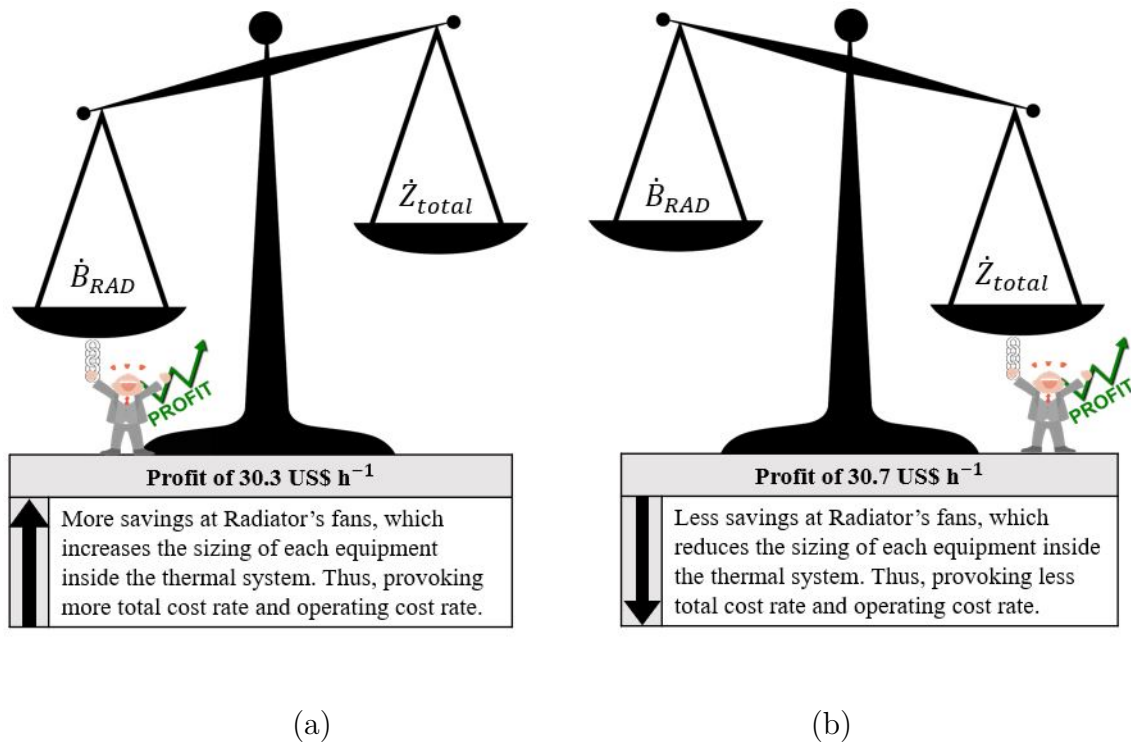 Ḃ_RAD
Ż_total
PROFIT
Profit of 30.3 US$ h⁻¹
More savings at Radiator's fans, which
increases the sizing of each equipment
inside the thermal system. Thus, provoking
more total cost rate and operating cost rate.
(a)
Ḃ_RAD
Ż_total
PROFIT
Profit of 30.7 US$ h⁻¹
Less savings at Radiator's fans, which
reduces the sizing of each equipment inside
the thermal system. Thus, provoking less
total cost rate and operating cost rate.
(b)